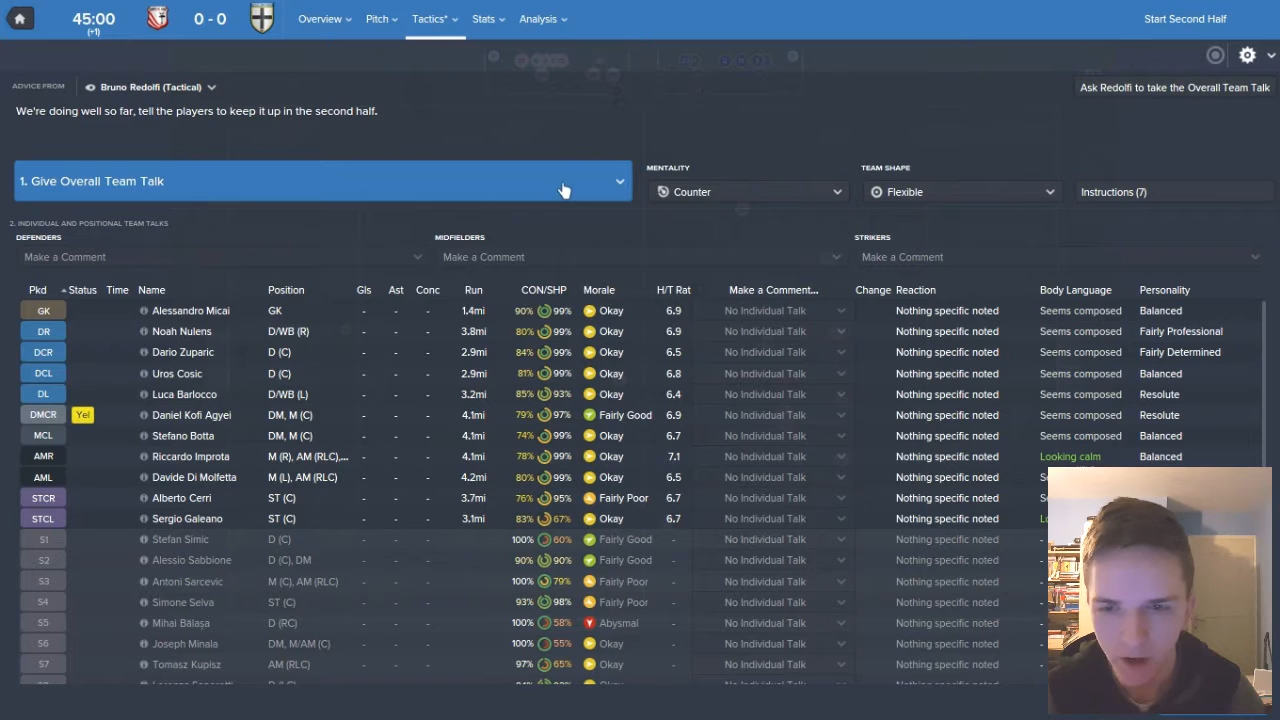 45:00 0 - 0 Overview Pitch Tactics* Stats Analysis Start Second Half
(+1)
ADVICE FROM Bruno Redolfi (Tactical) Ask Redolfi to take the Overall Team Talk
We're doing well so far, tell the players to keep it up in the second half.
1. Give Overall Team Talk MENTALITY TEAM SHAPE
Counter Flexible Instructions (7)
2. INDIVIDUAL AND POSITIONAL TEAM TALKS
DEFENDERS MIDFIELDERS STRIKERS
Make a Comment Make a Comment Make a Comment
Pkd Status Time Name Position Gls Ast Conc Run CON/SHP Morale H/T Rat Make a Comment... Change Reaction Body Language Personality
GK Alessandro Micai GK - - - 1.4mi 90% 99% Okay 6.9 No Individual Talk Nothing specific noted Seems composed Balanced
DR Noah Nulens D/WB (R) - - - 3.8mi 80% 99% Okay 6.9 No Individual Talk Nothing specific noted Seems composed Fairly Professional
DCR Dario Zuparic D (C) - - - 2.9mi 84% 99% Okay 6.5 No Individual Talk Nothing specific noted Seems composed Fairly Determined
DCL Uros Cosic D (C) - - - 2.9mi 81% 99% Okay 6.8 No Individual Talk Nothing specific noted Seems composed Balanced
DL Luca Barlocco D/WB (L) - - - 3.2mi 85% 93% Okay 6.4 No Individual Talk Nothing specific noted Seems composed Resolute
DMCR Yel Daniel Kofi Agyei DM, M (C) - - - 4.1mi 79% 97% Fairly Good 6.9 No Individual Talk Nothing specific noted Seems composed Resolute
MCL Stefano Botta DM, M (C) - - - 4.1mi 74% 99% Okay 6.7 No Individual Talk Nothing specific noted Seems composed Balanced
AMR Riccardo Improta M (R), AM (RLC),... - - - 4.1mi 78% 99% Okay 7.1 No Individual Talk Nothing specific noted Looking calm Balanced
AML Davide Di Molfetta M (L), AM (RLC) - - - 4.2mi 80% 99% Okay 6.5 No Individual Talk Nothing specific noted
STCR Alberto Cerri ST (C) - - - 3.7mi 76% 95% Fairly Poor 6.7 No Individual Talk Nothing specific noted
STCL Sergio Galeano ST (C) - - - 3.1mi 83% 67% Okay 6.7 No Individual Talk Nothing specific noted
S1 Stefan Simic D (C) - - - 100% 60% Fairly Good - No Individual Talk Nothing specific noted -
S2 Alessio Sabbione D (C), DM - - - 90% 90% Fairly Good - No Individual Talk Nothing specific noted -
S3 Antoni Sarcevic M (C), AM (RLC) - - - 100% 79% Fairly Poor - No Individual Talk Nothing specific noted -
S4 Simone Selva ST (C) - - - 93% 98% Fairly Poor - No Individual Talk Nothing specific noted -
S5 Mihai Bălașa D (RC) - - - 100% 58% Abysmal - No Individual Talk Nothing specific noted -
S6 Joseph Minala DM, M/AM (C) - - - 100% 55% Okay - No Individual Talk Nothing specific noted -
S7 Tomasz Kupisz AM (RLC) - - - 97% 65% Okay - No Individual Talk Nothing specific noted -